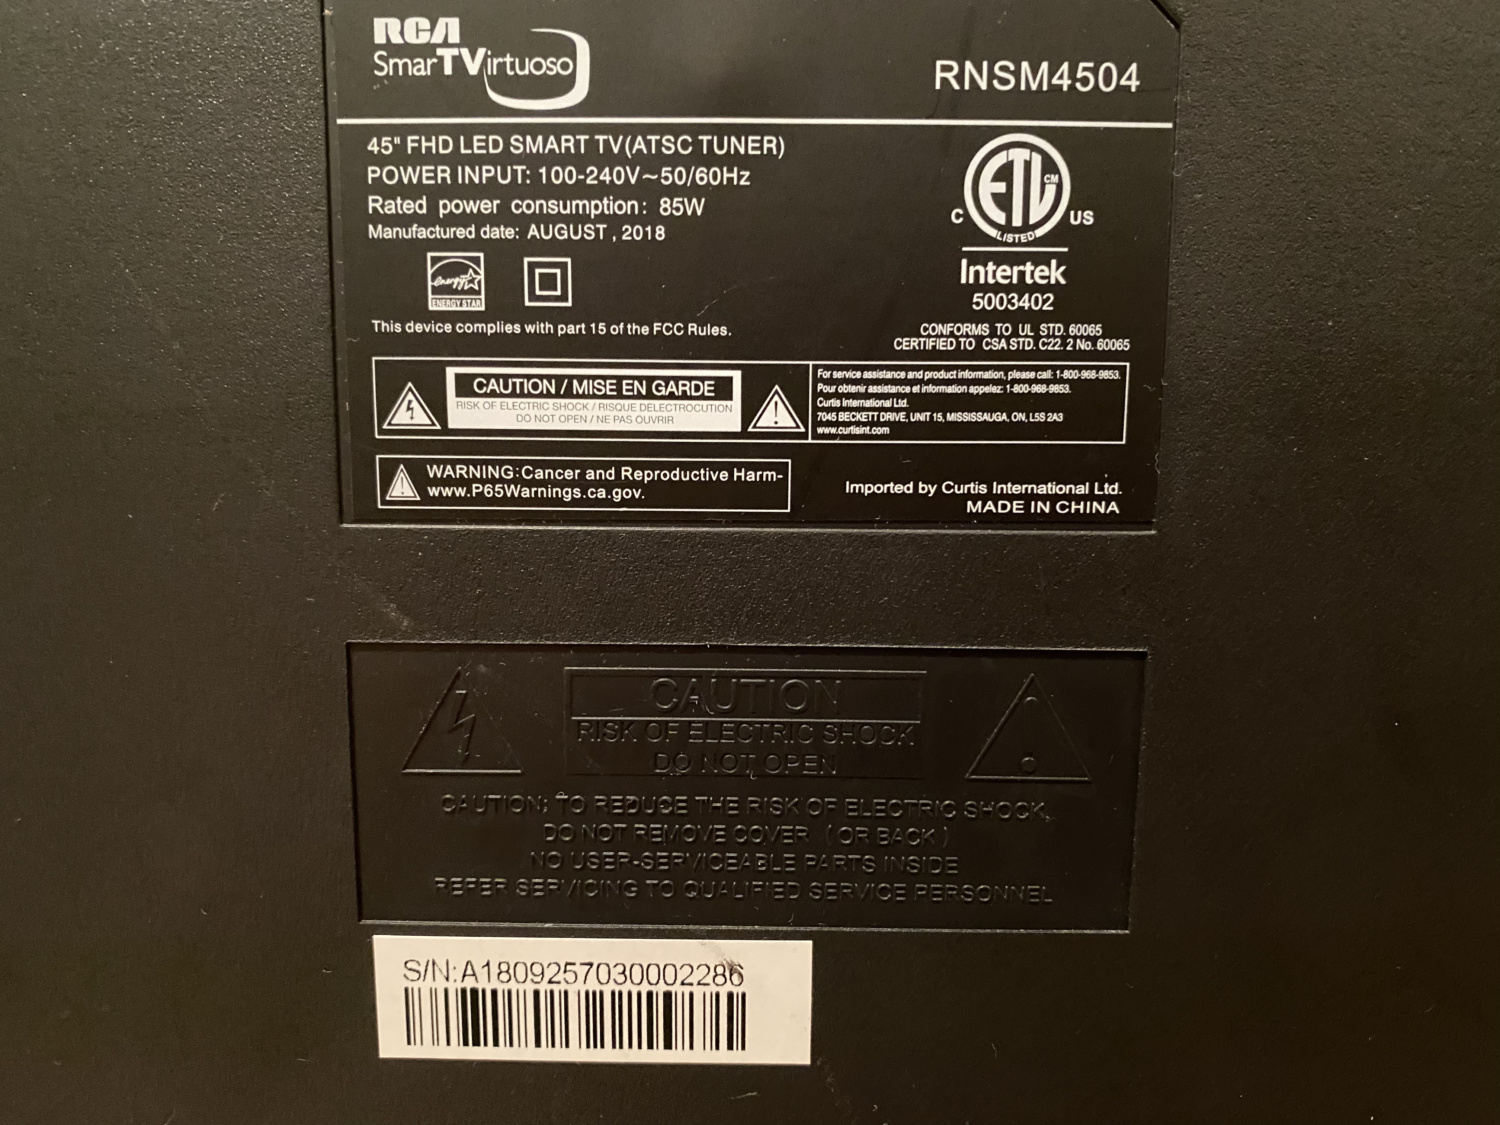 RCA
SmarTVirtuoso
RNSM4504
45" FHD LED SMART TV(ATSC TUNER)
POWER INPUT: 100-240V~50/60Hz
Rated power consumption: 85W
Manufactured date: AUGUST , 2018
energy
ENERGY STAR
This device complies with part 15 of the FCC Rules.
ETL CM
C US
LISTED
Intertek
5003402
CONFORMS TO UL STD. 60065
CERTIFIED TO CSA STD. C22. 2 No. 60065
CAUTION / MISE EN GARDE
RISK OF ELECTRIC SHOCK / RISQUE DELECTROCUTION
DO NOT OPEN / NE PAS OUVRIR
For service assistance and product information, please call: 1-800-968-9853.
Pour obtenir assistance et information appelez: 1-800-968-9853.
Curtis International Ltd.
7045 BECKETT DRIVE, UNIT 15, MISSISSAUGA, ON, L5S 2A3
www.curtisint.com
WARNING:Cancer and Reproductive Harm-
www.P65Warnings.ca.gov.
Imported by Curtis International Ltd.
MADE IN CHINA
CAUTION
RISK OF ELECTRIC SHOCK
DO NOT OPEN
CAUTION: TO REDUCE THE RISK OF ELECTRIC SHOCK,
DO NOT REMOVE COVER (OR BACK)
NO USER-SERVICEABLE PARTS INSIDE
REFER SERVICING TO QUALIFIED SERVICE PERSONNEL
S/N:A1809257030002286